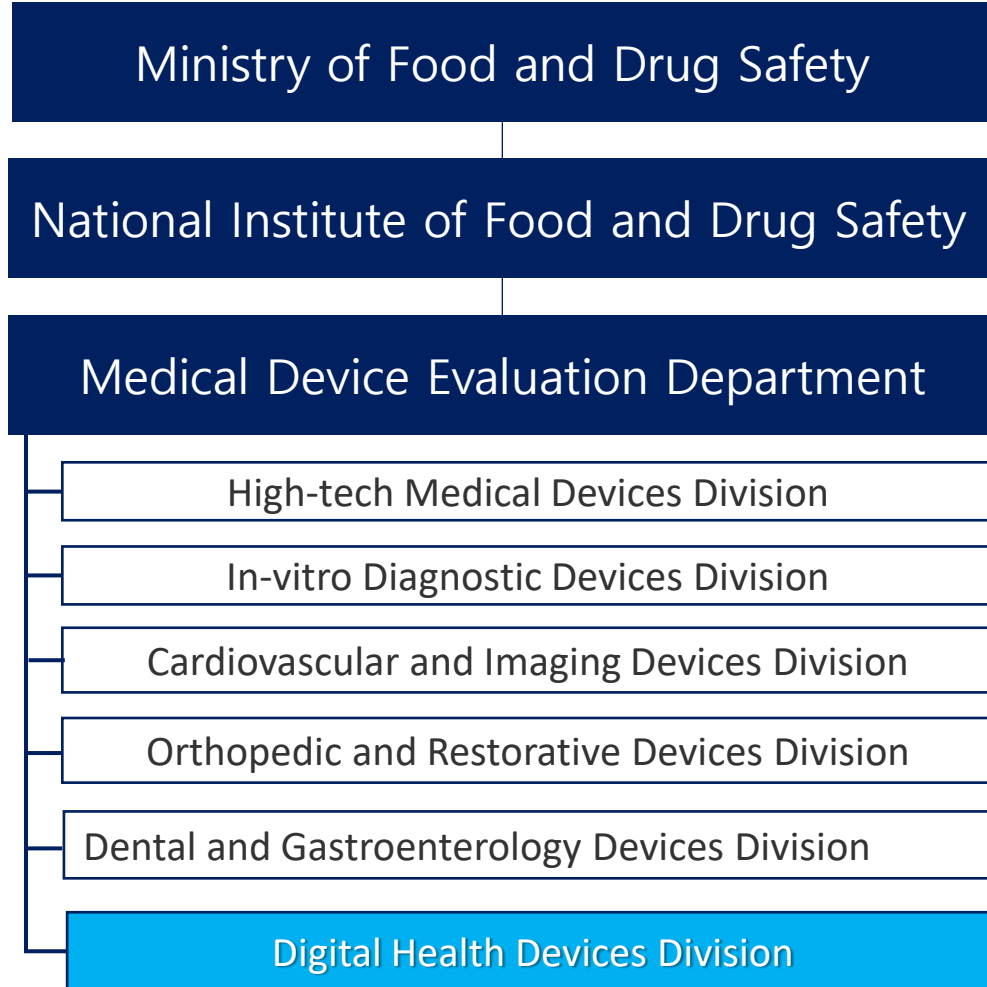 Ministry of Food and Drug Safety
National Institute of Food and Drug Safety
Medical Device Evaluation Department
High-tech Medical Devices Division
In-vitro Diagnostic Devices Division
Cardiovascular and Imaging Devices Division
Orthopedic and Restorative Devices Division
Dental and Gastroenterology Devices Division
Digital Health Devices Division